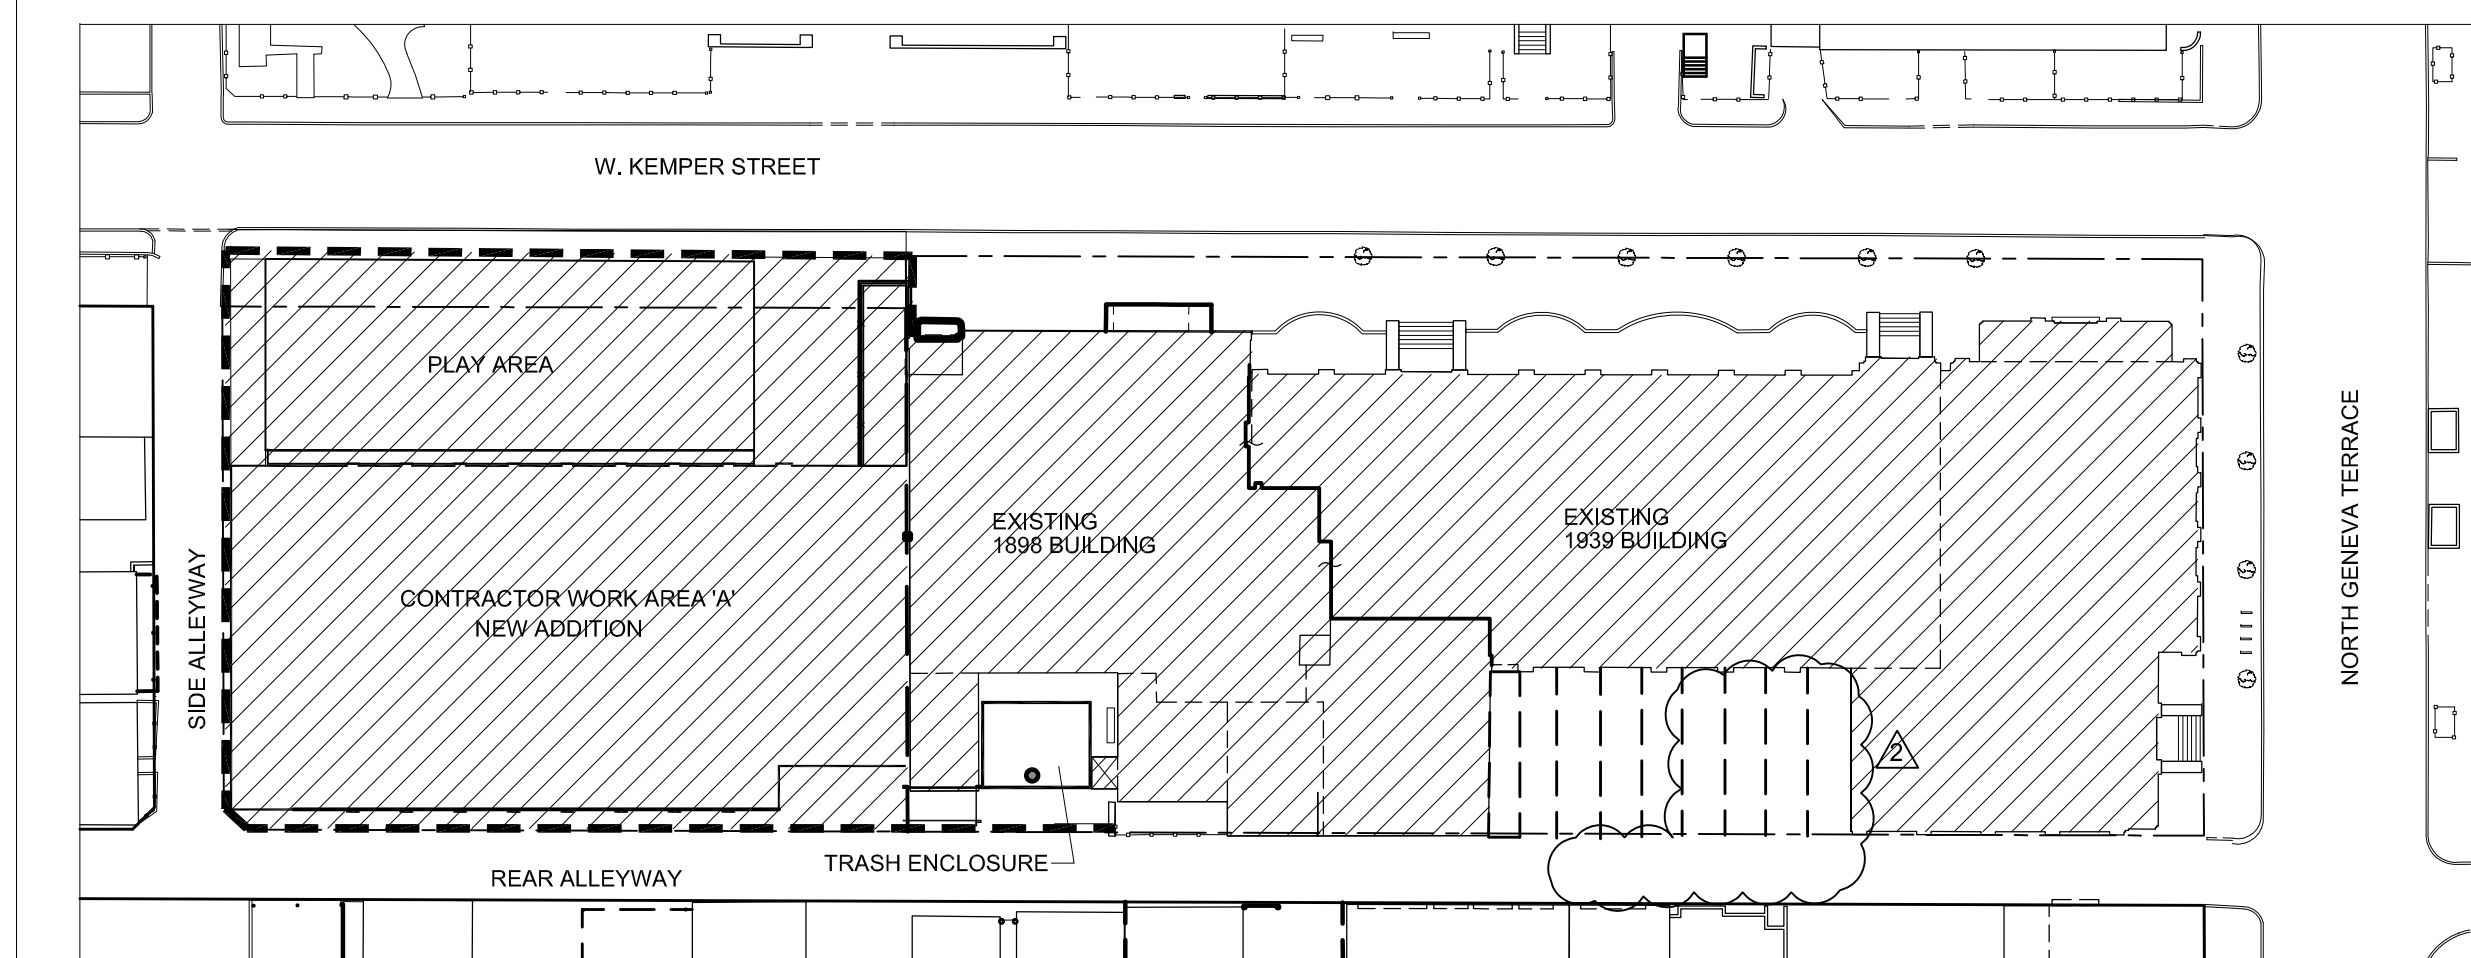 W. KEMPER STREET
PLAY AREA
EXISTING
1898 BUILDING
EXISTING
1939 BUILDING
NORTH GENEVA TERRACE
SIDE ALLEYWAY
CONTRACTOR WORK AREA 'A'
NEW ADDITION
2
TRASH ENCLOSURE
REAR ALLEYWAY